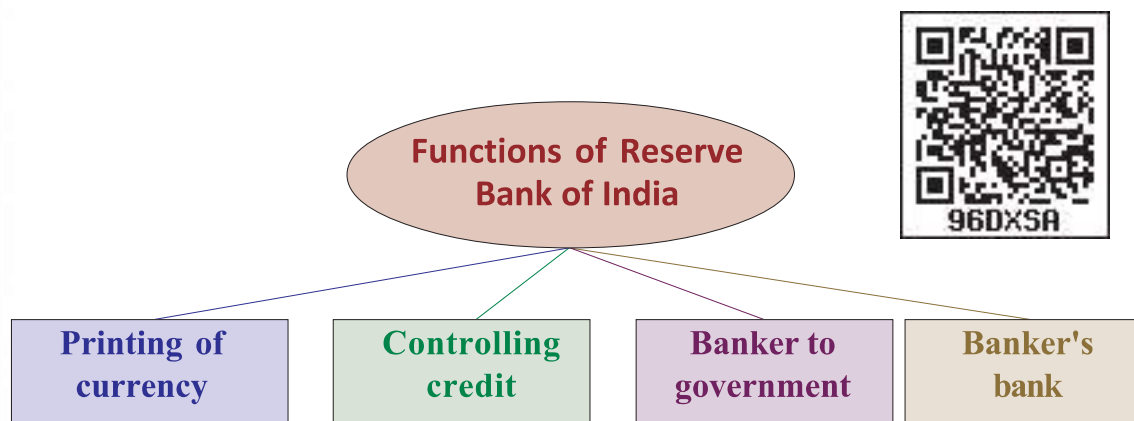 96DXSA
Functions of Reserve
Bank of India
Printing of
currency
Controlling
credit
Banker to
government
Banker's
bank